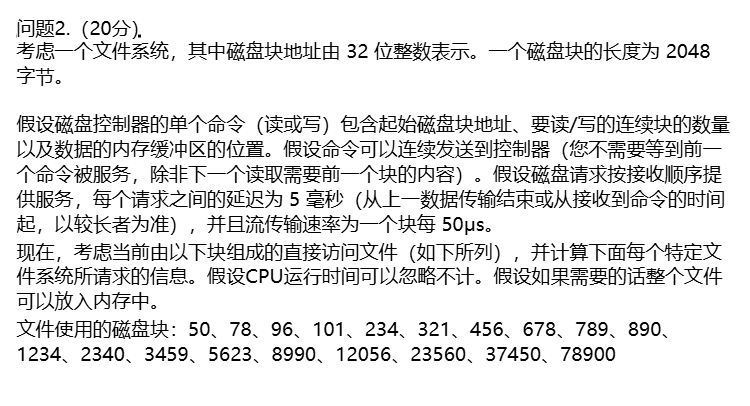 问题2.（20分）.
考虑一个文件系统，其中磁盘块地址由 32 位整数表示。一个磁盘块的长度为 2048
字节。
假设磁盘控制器的单个命令（读或写）包含起始磁盘块地址、要读/写的连续块的数量
以及数据的内存缓冲区的位置。假设命令可以连续发送到控制器（您不需要等到前一
个命令被服务，除非下一个读取需要前一个块的内容）。假设磁盘请求按接收顺序提
供服务，每个请求之间的延迟为 5 毫秒（从上一数据传输结束或从接收到命令的时间
起，以较长者为准），并且流传输速率为一个块每 50μs。
现在，考虑当前由以下块组成的直接访问文件（如下所列），并计算下面每个特定文
件系统所请求的信息。假设CPU运行时间可以忽略不计。假设如果需要的话整个文件
可以放入内存中。
文件使用的磁盘块：50、78、96、101、234、321、456、678、789、890、
1234、2340、3459、5623、8990、12056、23560、37450、78900